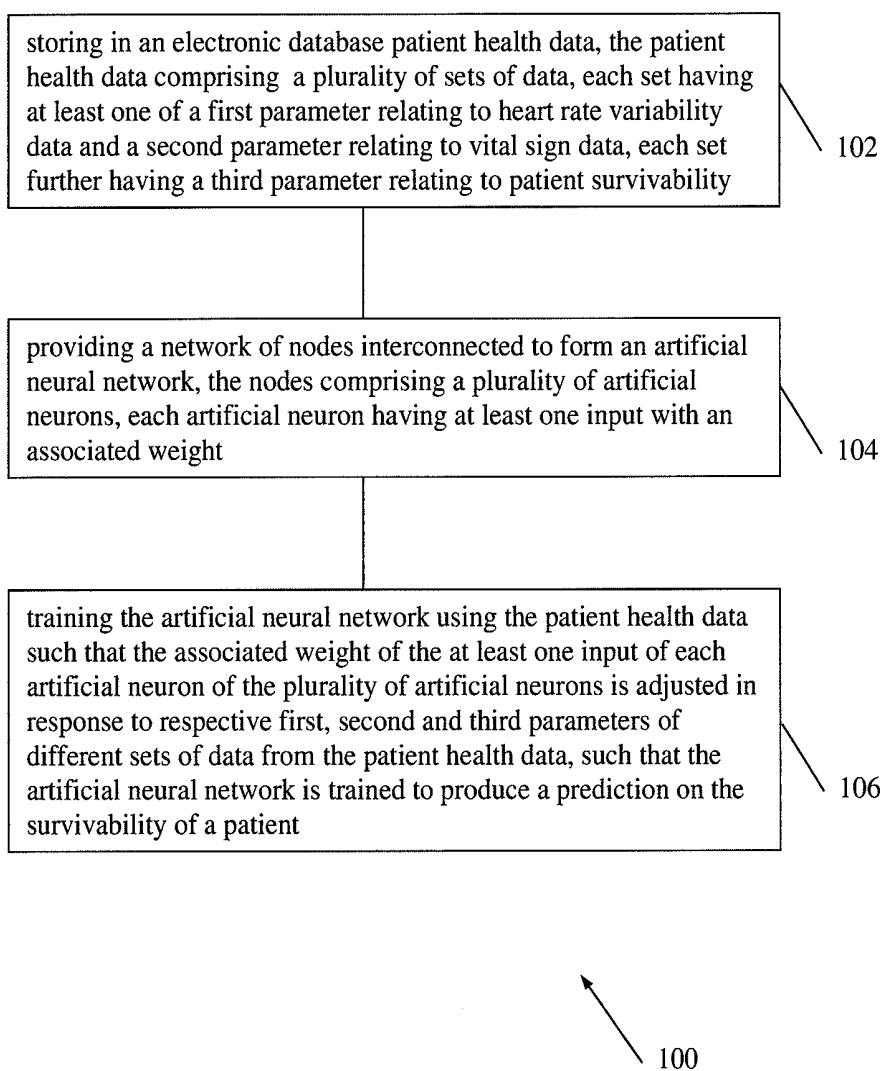 storing in an electronic database patient health data, the patient
health data comprising a plurality of sets of data, each set having
at least one of a first parameter relating to heart rate variability
data and a second parameter relating to vital sign data, each set
further having a third parameter relating to patient survivability
102
providing a network of nodes interconnected to form an artificial
neural network, the nodes comprising a plurality of artificial
neurons, each artificial neuron having at least one input with an
associated weight
104
training the artificial neural network using the patient health data
such that the associated weight of the at least one input of each
artificial neuron of the plurality of artificial neurons is adjusted in
response to respective first, second and third parameters of
different sets of data from the patient health data, such that the
artificial neural network is trained to produce a prediction on the
survivability of a patient
106
100